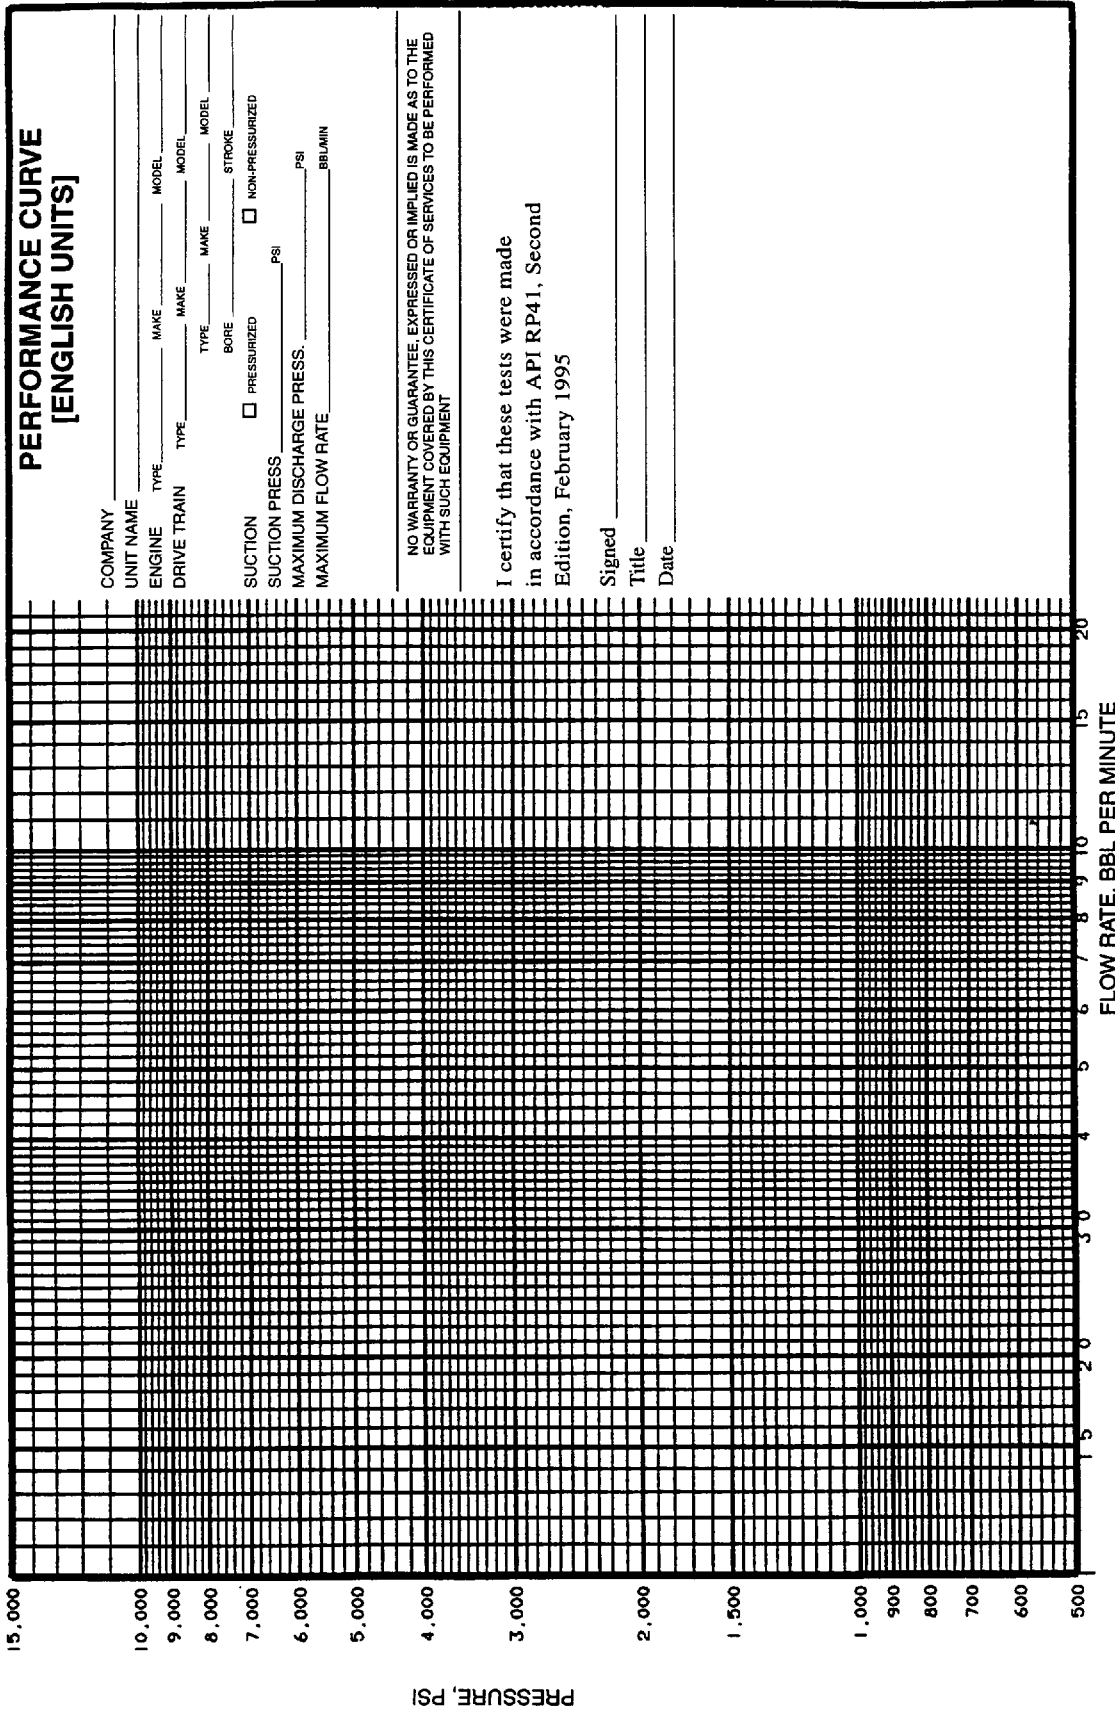 PERFORMANCE CURVE
[ENGLISH UNITS]
COMPANY
UNIT NAME
ENGINE TYPE MAKE MODEL
DRIVE TRAIN TYPE MAKE MODEL
TYPE MAKE MODEL
BORE STROKE
SUCTION PRESSURIZED NON-PRESSURIZED
SUCTION PRESS PSI
MAXIMUM DISCHARGE PRESS. PSI
MAXIMUM FLOW RATE BBL/MIN
NO WARRANTY OR GUARANTEE, EXPRESSED OR IMPLIED IS MADE AS TO THE
EQUIPMENT COVERED BY THIS CERTIFICATE OF SERVICES TO BE PERFORMED
WITH SUCH EQUIPMENT
I certify that these tests were made
in accordance with API RP41, Second
Edition, February 1995
Signed
Title
Date
15,000
10,000
9,000
8,000
7,000
6,000
5,000
4,000
3,000
2,000
1,500
1,000
900
800
700
600
500
PRESSURE, PSI
1 5
2 0
3 0
4
5
6
7
8
9
10
15
20
FLOW RATE, BBL PER MINUTE